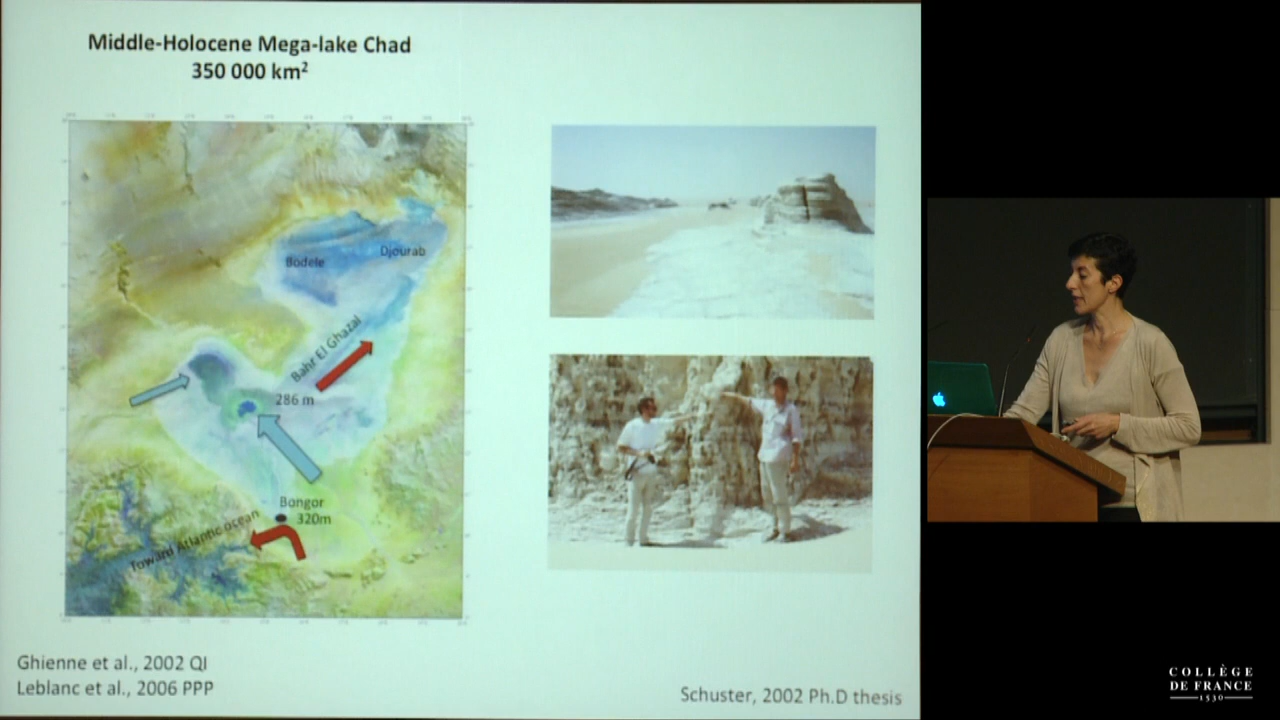 Middle-Holocene Mega-lake Chad
350 000 km²
Bodele
Djourab
Bahr El Ghazal
286 m
Bongor
320m
Toward Atlantic ocean
Ghienne et al., 2002 QI
Leblanc et al., 2006 PPP
Schuster, 2002 Ph.D thesis
COLLÈGE
DE FRANCE
1530